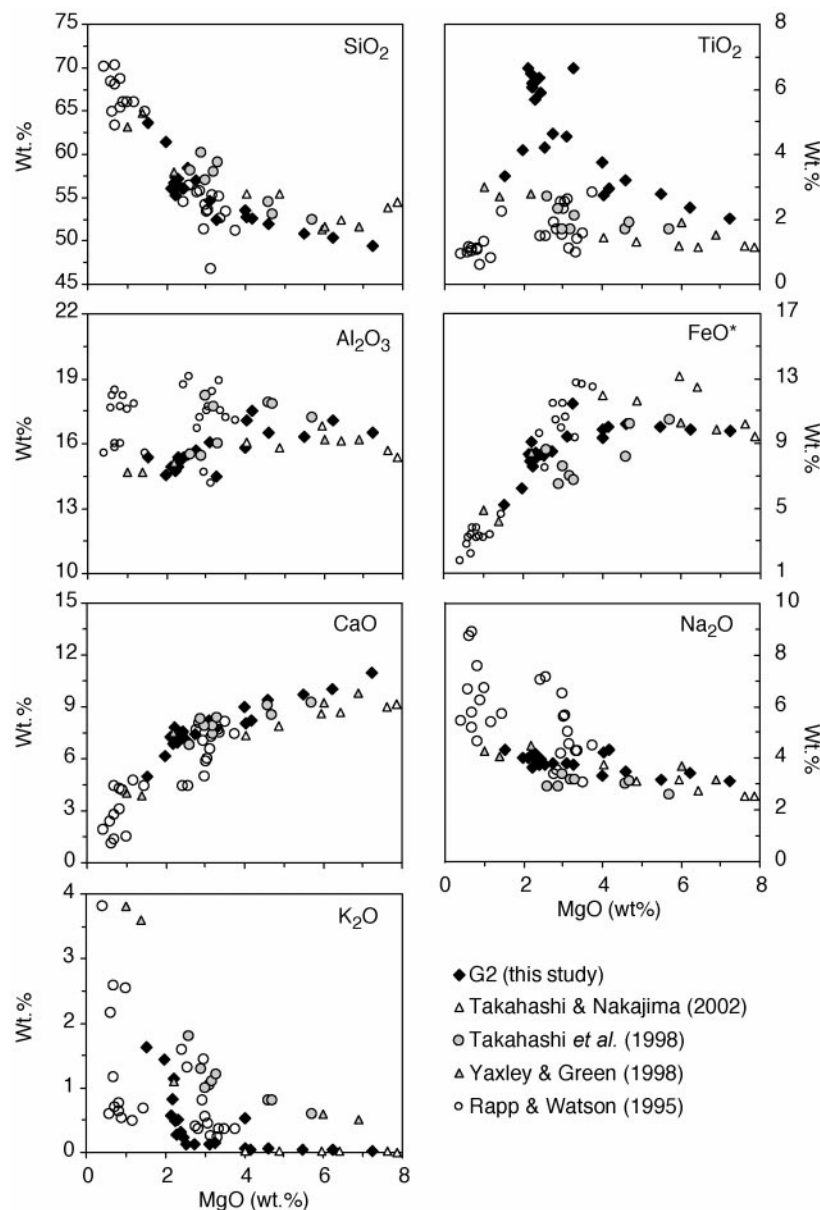 75
70
65
60
55
50
45
Wt.%
SiO2
8
6
4
2
0
Wt.%
TiO2
22
19
16
13
10
Wt%
Al2O3
17
13
9
5
1
Wt.%
FeO*
15
12
9
6
3
0
Wt.%
CaO
10
8
6
4
2
0
Wt.%
Na2O
0 2 4 6 8
MgO (wt%)
4
3
2
1
0
Wt.%
K2O
0 2 4 6 8
MgO (wt.%)
G2 (this study)
Takahashi & Nakajima (2002)
Takahashi et al. (1998)
Yaxley & Green (1998)
Rapp & Watson (1995)